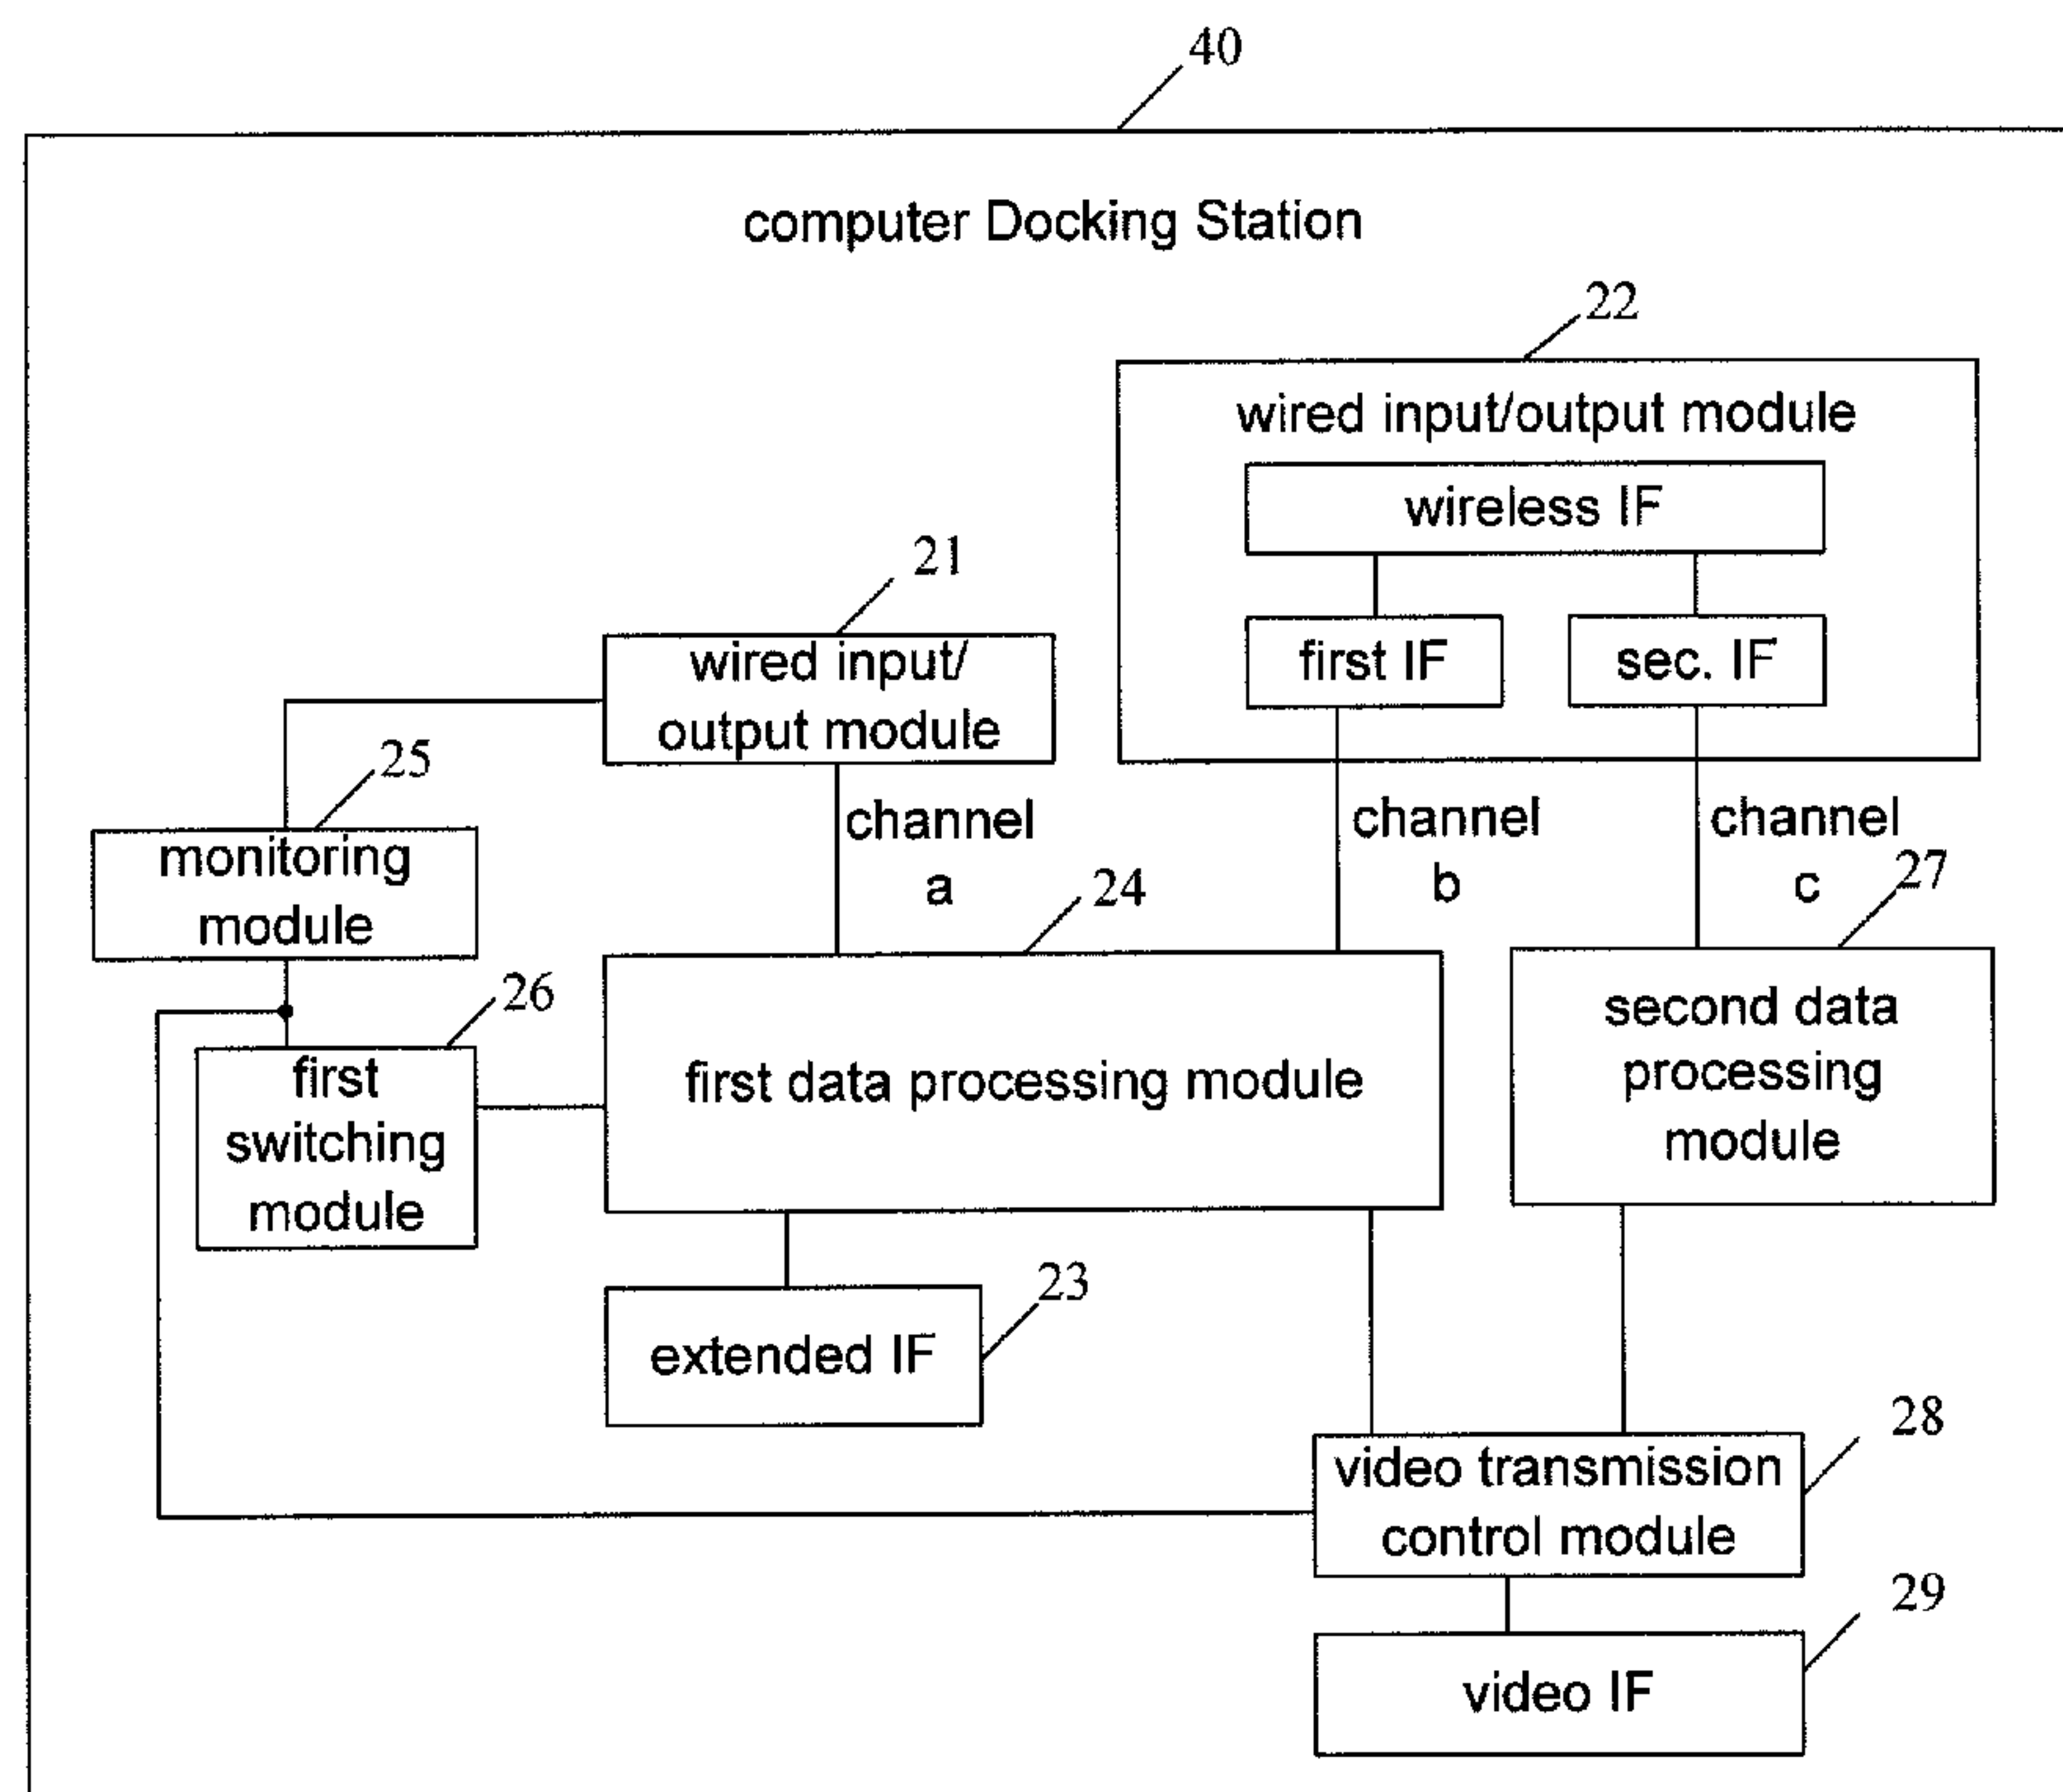 40
computer Docking Station
22
wired input/output module
wireless IF
first IF
sec. IF
21
wired input/
output module
25
monitoring
module
channel
a
channel
b
channel
c
27
24
26
first
switching
module
first data processing module
second data
processing
module
23
extended IF
28
video transmission
control module
29
video IF